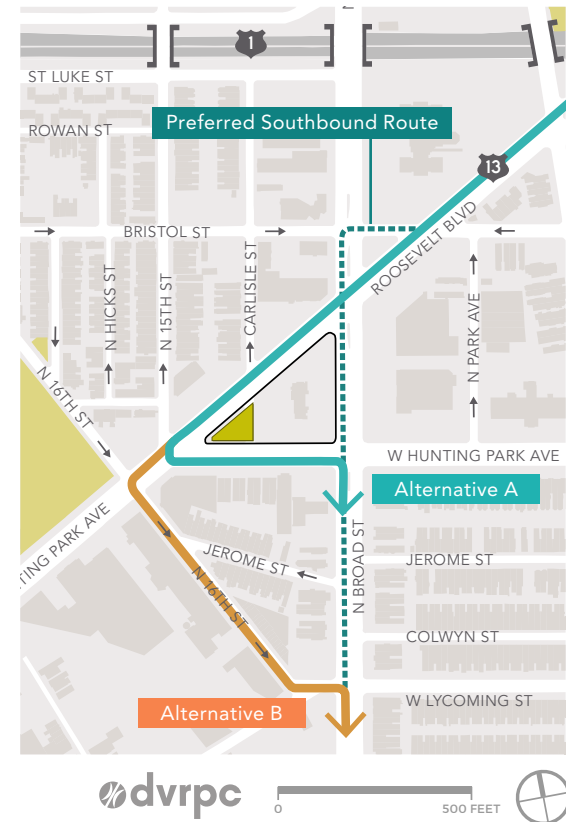 1
ST LUKE ST
Preferred Southbound Route
ROWAN ST
13
BRISTOL ST
ROOSEVELT BLVD
N HICKS ST
N 15TH ST
CARLISLE ST
N PARK AVE
N 16TH ST
W HUNTING PARK AVE
Alternative A
TING PARK AVE
JEROME ST
N BROAD ST
JEROME ST
N 16TH ST
COLWYN ST
W LYCOMING ST
Alternative B
dvrpc
0
500 FEET